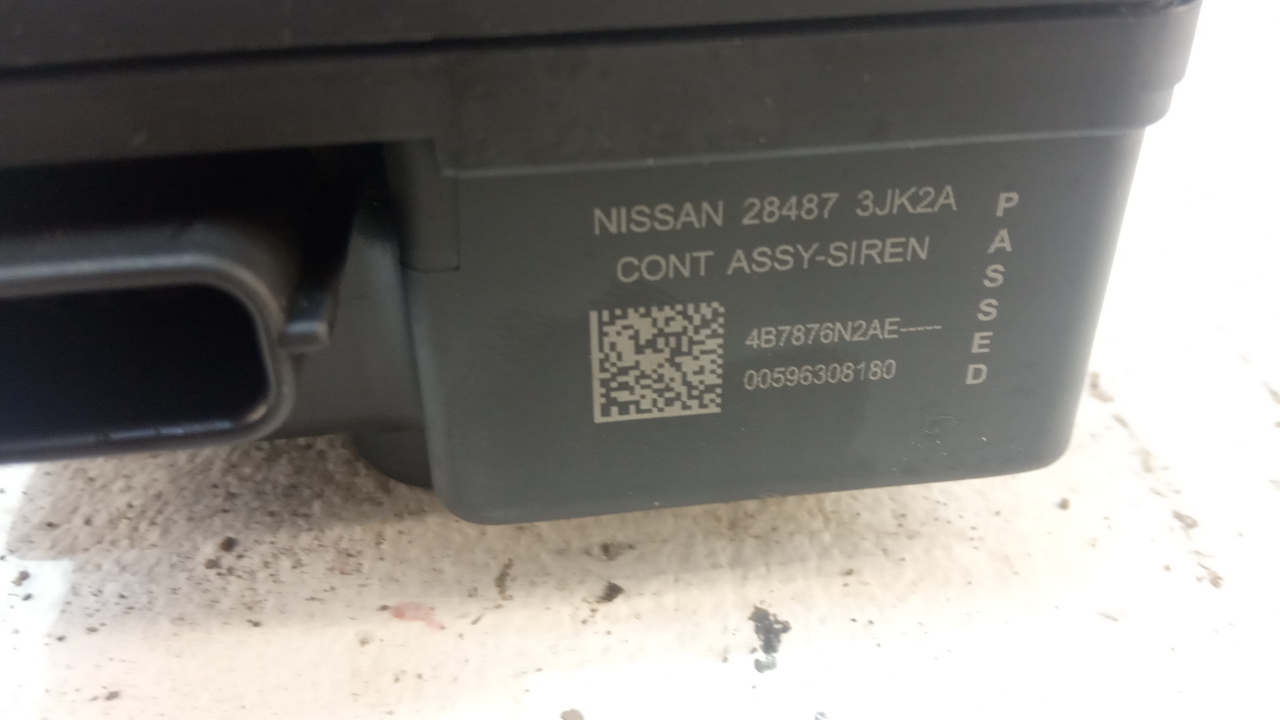 NISSAN 28487 3JK2A
CONT ASSY-SIREN
4B7876N2AE-----
00596308180
PASSED